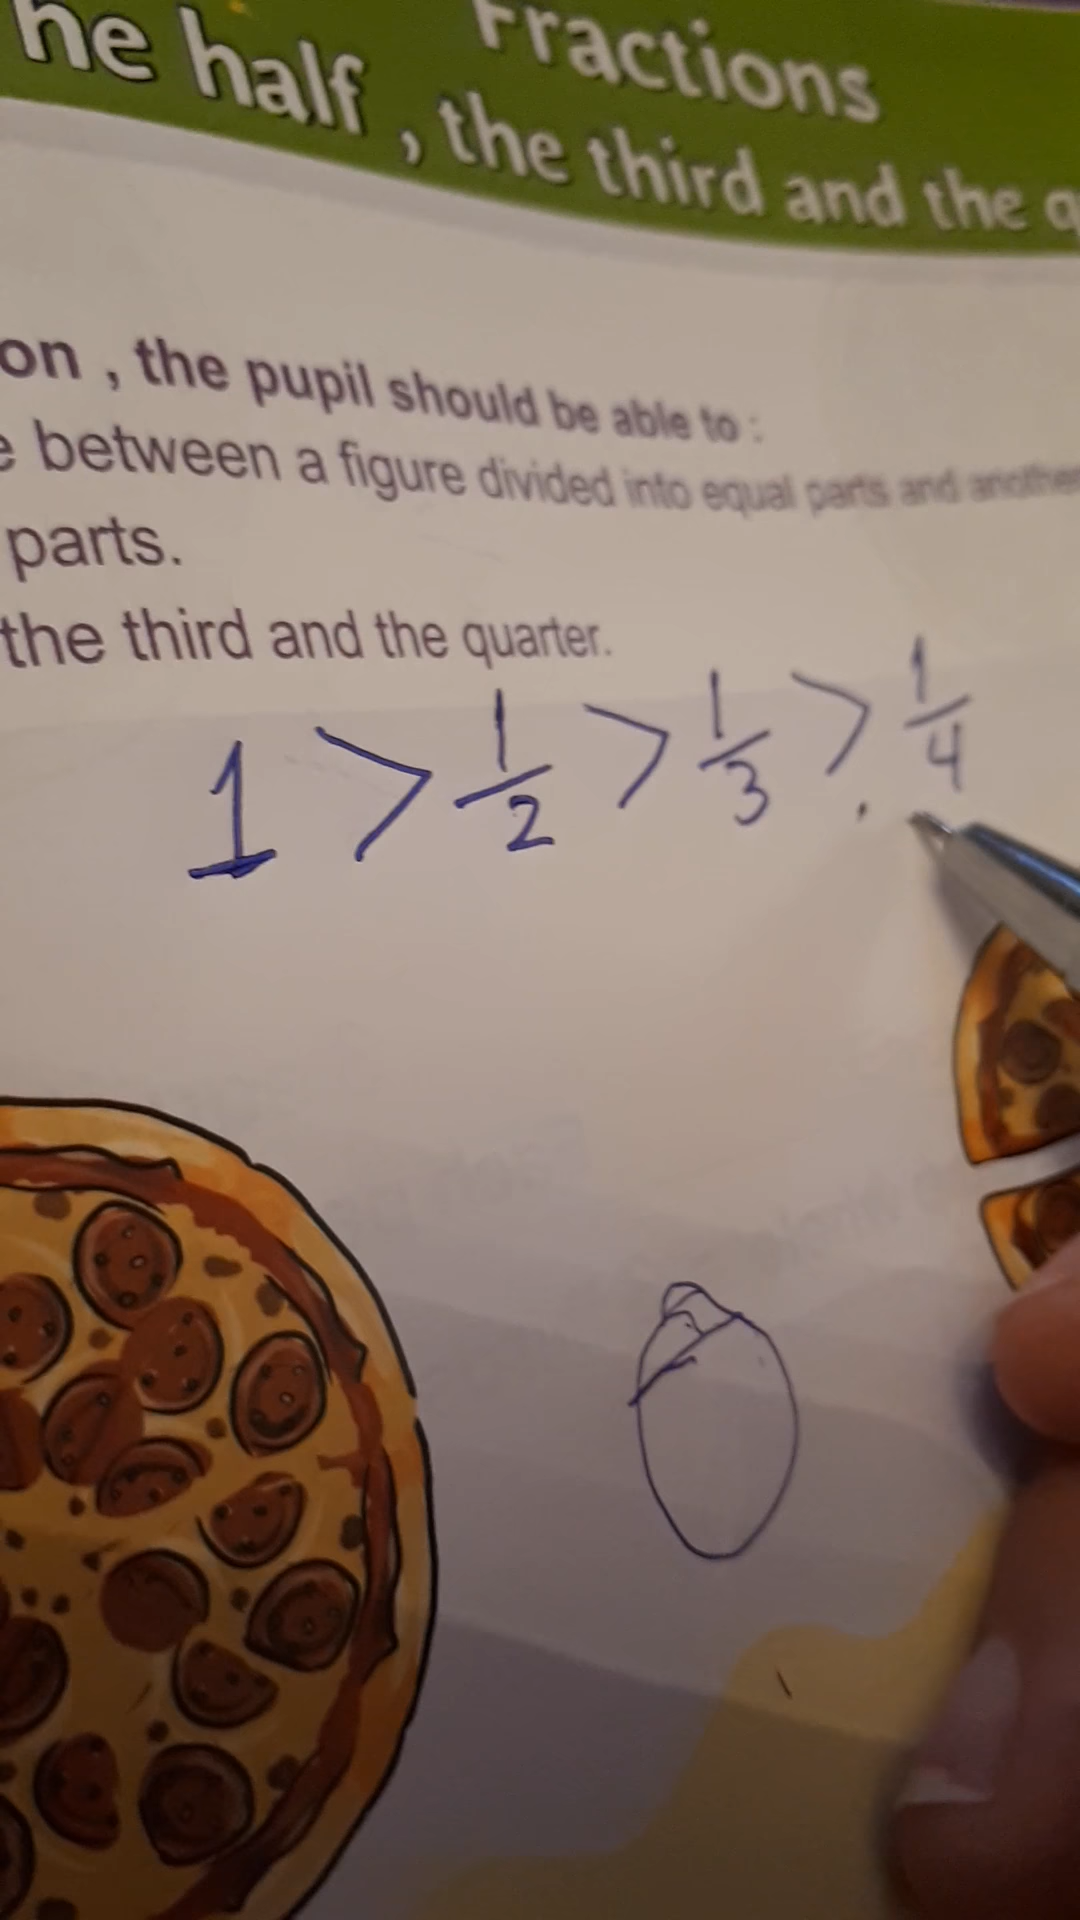 Fractions
he half , the third and the
on , the pupil should be able to :
between a figure divided into equal parts and another
parts.
the third and the quarter.
1 > 1/2 > 1/3 > 1/4